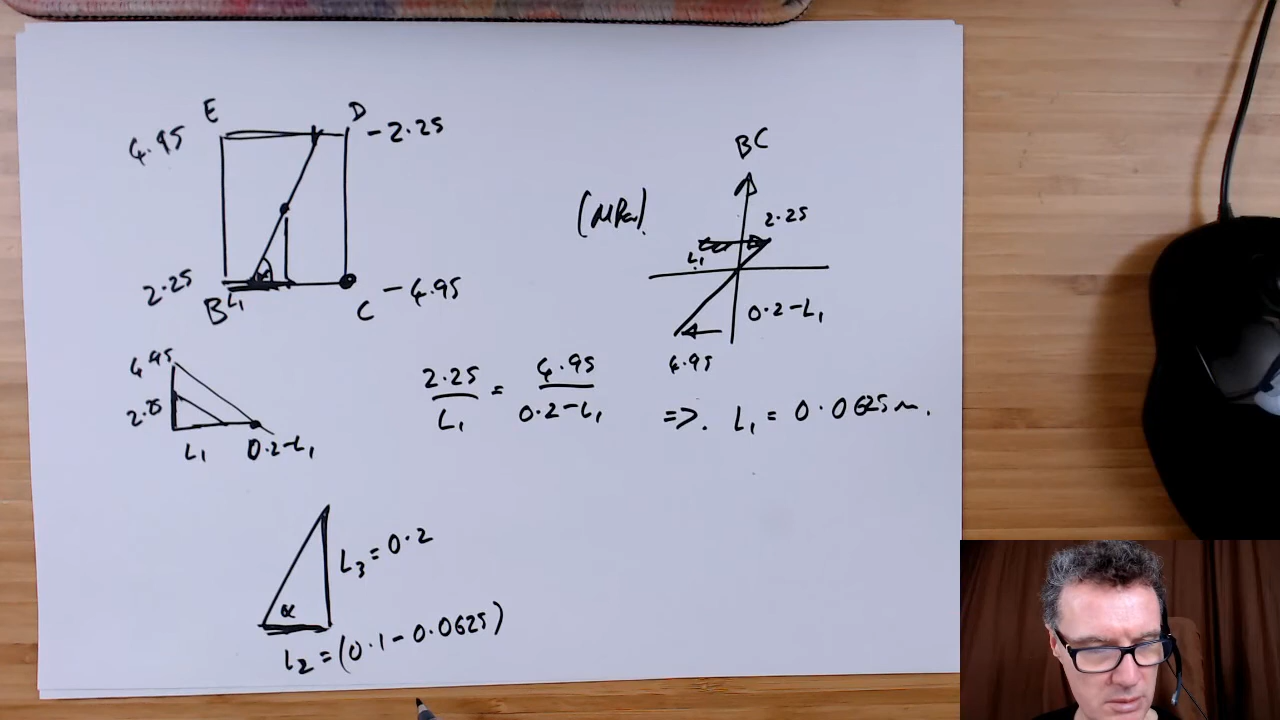 E D
4.95 -2.25
2.25 α
B L₁ C -4.95
BC
(MPa)
2.25
L₁
0.2-L₁
4.95
4.95
2.25
L₁ 0.2-L₁
2.25/L₁ = 4.95/(0.2-L₁) => L₁ = 0.0625m.
L₃ = 0.2
α
L₂ = (0.1-0.0625)